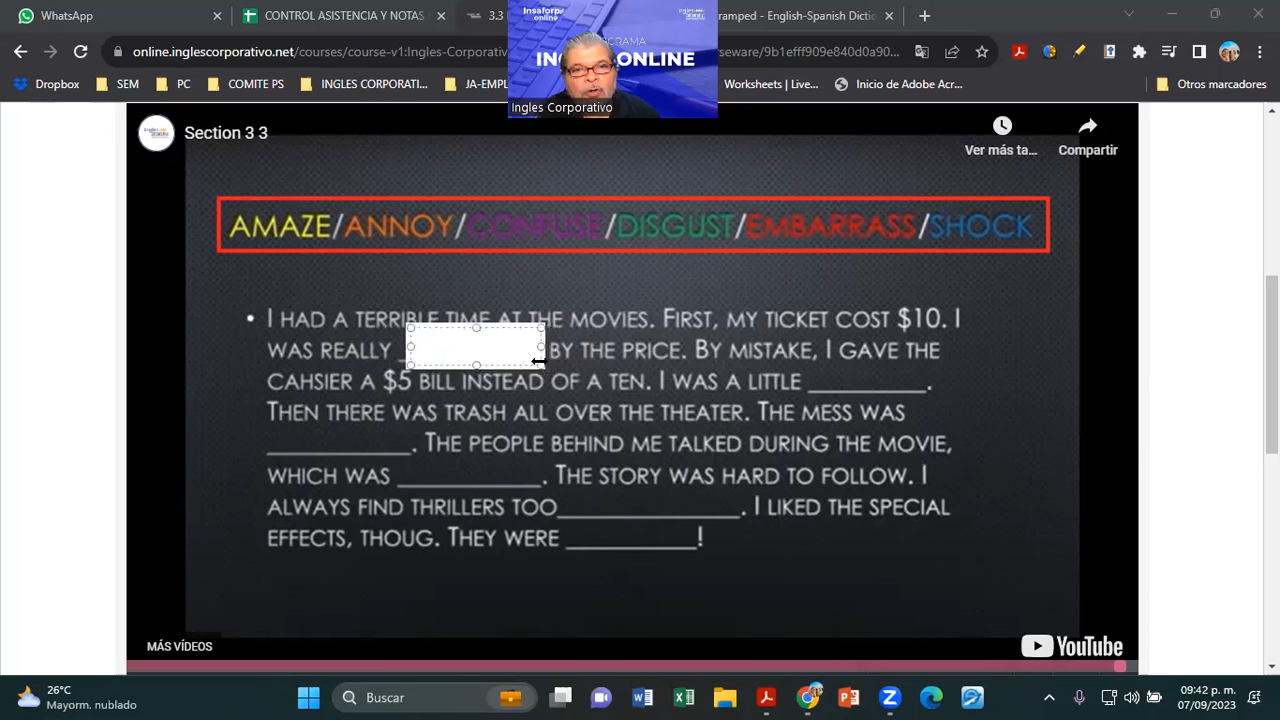 WhatsApp
CONTROL ASISTENCIA Y NOTAS
3.3
ramped - English-Spanish Dictio
online.inglescorporativo.net/courses/course-v1:Ingles-Corporativ
seware/9b1efff909e840d0a90...
Dropbox
SEM
PC
COMITE PS
INGLES CORPORATI...
JA-EMPL
Worksheets | Live...
Inicio de Adobe Acr...
Otros marcadores
Insaforp
online
INGLES ONLINE
Ingles Corporativo
Section 3 3
Ver más ta...
Compartir
AMAZE/ANNOY/CONFUSE/DISGUST/EMBARRASS/SHOCK
• I HAD A TERRIBLE TIME AT THE MOVIES. FIRST, MY TICKET COST $10. I
WAS REALLY _ BY THE PRICE. BY MISTAKE, I GAVE THE
CAHSIER A $5 BILL INSTEAD OF A TEN. I WAS A LITTLE __________.
THEN THERE WAS TRASH ALL OVER THE THEATER. THE MESS WAS
____________. THE PEOPLE BEHIND ME TALKED DURING THE MOVIE,
WHICH WAS ____________. THE STORY WAS HARD TO FOLLOW. I
ALWAYS FIND THRILLERS TOO_______________. I LIKED THE SPECIAL
EFFECTS, THOUG. THEY WERE ___________!
MÁS VÍDEOS
YouTube
26°C
Mayorm. nublado
Buscar
09:42 p. m.
07/09/2023